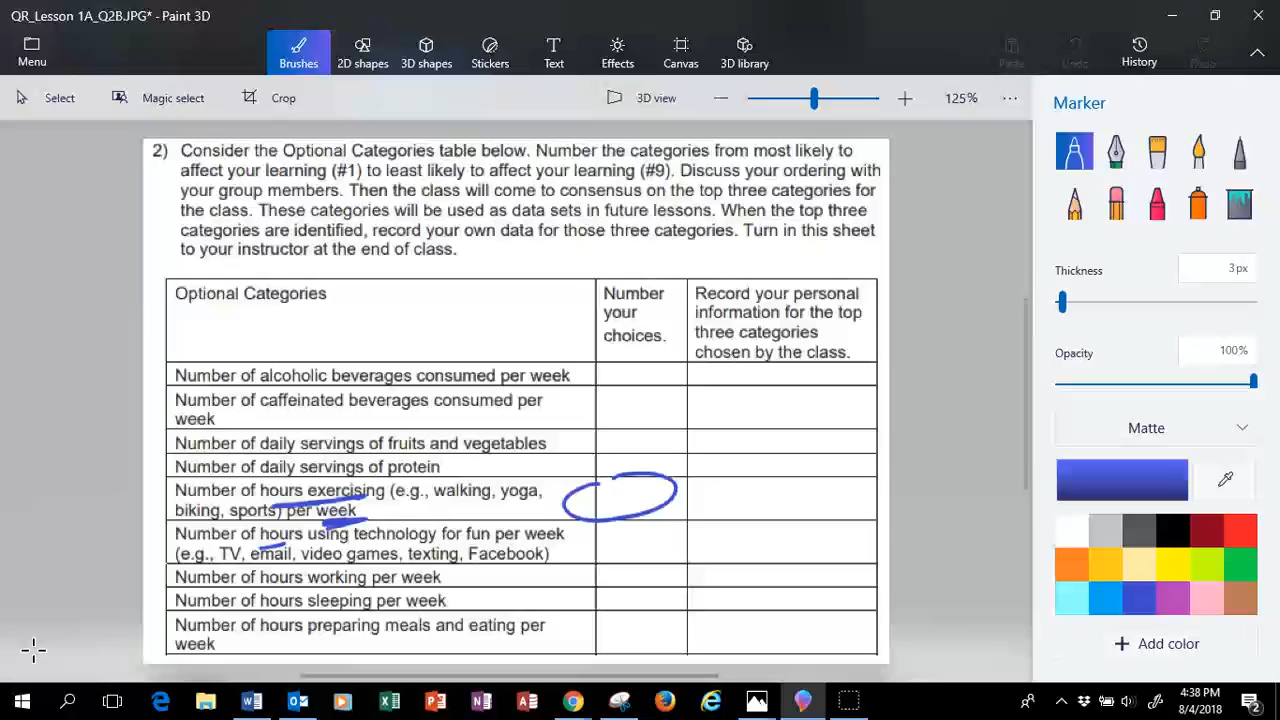 QR_Lesson 1A_Q2B.JPG* - Paint 3D
Menu
Brushes
2D shapes
3D shapes
Stickers
Text
Effects
Canvas
3D library
Paste
Undo
History
Redo
Select
Magic select
Crop
3D view
125%
Marker
Thickness
3px
Opacity
100%
Matte
Add color
2) Consider the Optional Categories table below. Number the categories from most likely to
affect your learning (#1) to least likely to affect your learning (#9). Discuss your ordering with
your group members. Then the class will come to consensus on the top three categories for
the class. These categories will be used as data sets in future lessons. When the top three
categories are identified, record your own data for those three categories. Turn in this sheet
to your instructor at the end of class.
Optional Categories
Number
your
choices.
Record your personal
information for the top
three categories
chosen by the class.
Number of alcoholic beverages consumed per week
Number of caffeinated beverages consumed per
week
Number of daily servings of fruits and vegetables
Number of daily servings of protein
Number of hours exercising (e.g., walking, yoga,
biking, sports) per week
Number of hours using technology for fun per week
(e.g., TV, email, video games, texting, Facebook)
Number of hours working per week
Number of hours sleeping per week
Number of hours preparing meals and eating per
week
4:38 PM
8/4/2018
2